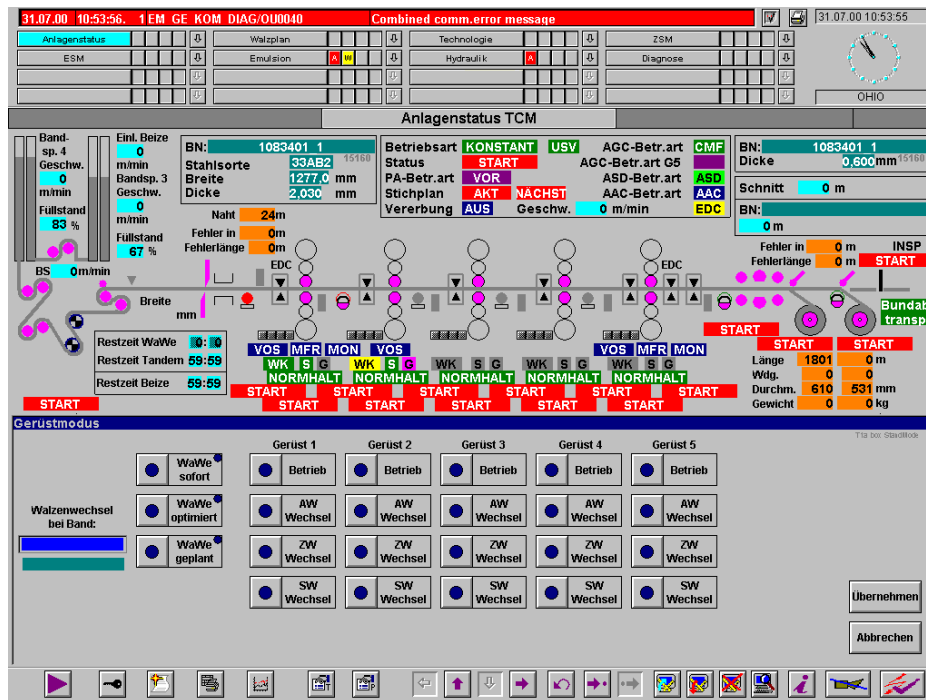 31.07.00 10:53:56. 1 EM GE KOM DIAG/OU0040 Combined comm.error message
31.07.00 10:53:55
Anlagenstatus Walzplan Technologie ZSM
ESM Emulsion A W Hydraulik A Diagnose
OHIO
Anlagenstatus TCM
Band-
sp. 4
Geschw.
0
m/min
Füllstand
83 %
Einl. Beize
0
m/min
Bandsp. 3
Geschw.
0
m/min
Füllstand
67 %
BS 0 m/min
BN: 1083401 1
Stahlsorte 33AB2 15160
Breite 1277,0 mm
Dicke 2,030 mm
Naht 24 m
Fehler in 0 m
Fehlerlänge 0 m
Betriebsart KONSTANT USV AGC-Betr.art CMF
Status START AGC-Betr.art G5
PA-Betr.art VOR ASD-Betr.art ASD
Stichplan AKT NÄCHST AAC-Betr.art AAC
Vererbung AUS Geschw. 0 m/min EDC
BN: 1083401 1
Dicke 0,600 mm 15160
Schnitt 0 m
BN:
0 m
Fehler in 0 m INSP
Fehlerlänge 0 m START
EDC EDC
Breite
mm
Bundab
transp
START
Restzeit WaWe 0: 0
Restzeit Tandem 59:59
Restzeit Beize 59:59
START
VOS MFR MON VOS VOS MFR MON
WK S G WK S G WK S G WK S G WK S G
NORMHALT NORMHALT NORMHALT NORMHALT NORMHALT
START START START START START
START START START START START
START START
Länge 1801 0 m
Wdg. 0 0
Durchm. 610 531 mm
Gewicht 0 0 kg
Gerüstmodus
T1a box StandMode
Gerüst 1 Gerüst 2 Gerüst 3 Gerüst 4 Gerüst 5
WaWe sofort Betrieb Betrieb Betrieb Betrieb Betrieb
Walzenwechsel
bei Band:
WaWe optimiert AW Wechsel AW Wechsel AW Wechsel AW Wechsel AW Wechsel
WaWe geplant ZW Wechsel ZW Wechsel ZW Wechsel ZW Wechsel ZW Wechsel
SW Wechsel SW Wechsel SW Wechsel SW Wechsel SW Wechsel
Übernehmen
Abbrechen
T P
i